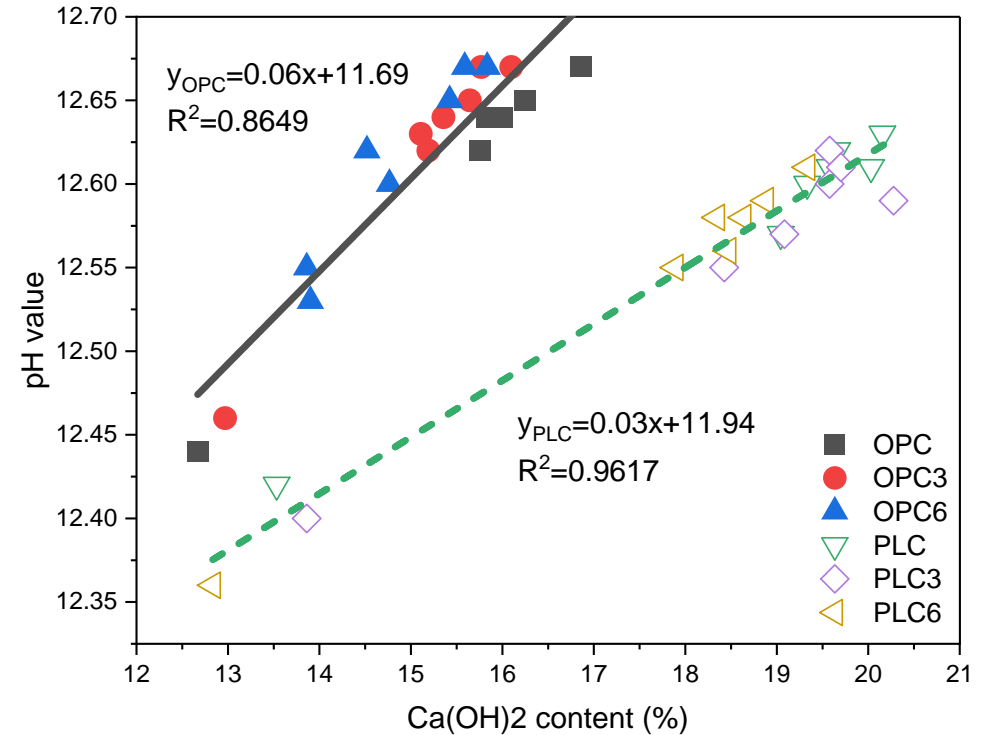 12.70
12.65
12.60
12.55
12.50
12.45
12.40
12.35
pH value
y_OPC=0.06x+11.69
R²=0.8649
y_PLC=0.03x+11.94
R²=0.9617
OPC
OPC3
OPC6
PLC
PLC3
PLC6
12 13 14 15 16 17 18 19 20 21
Ca(OH)2 content (%)